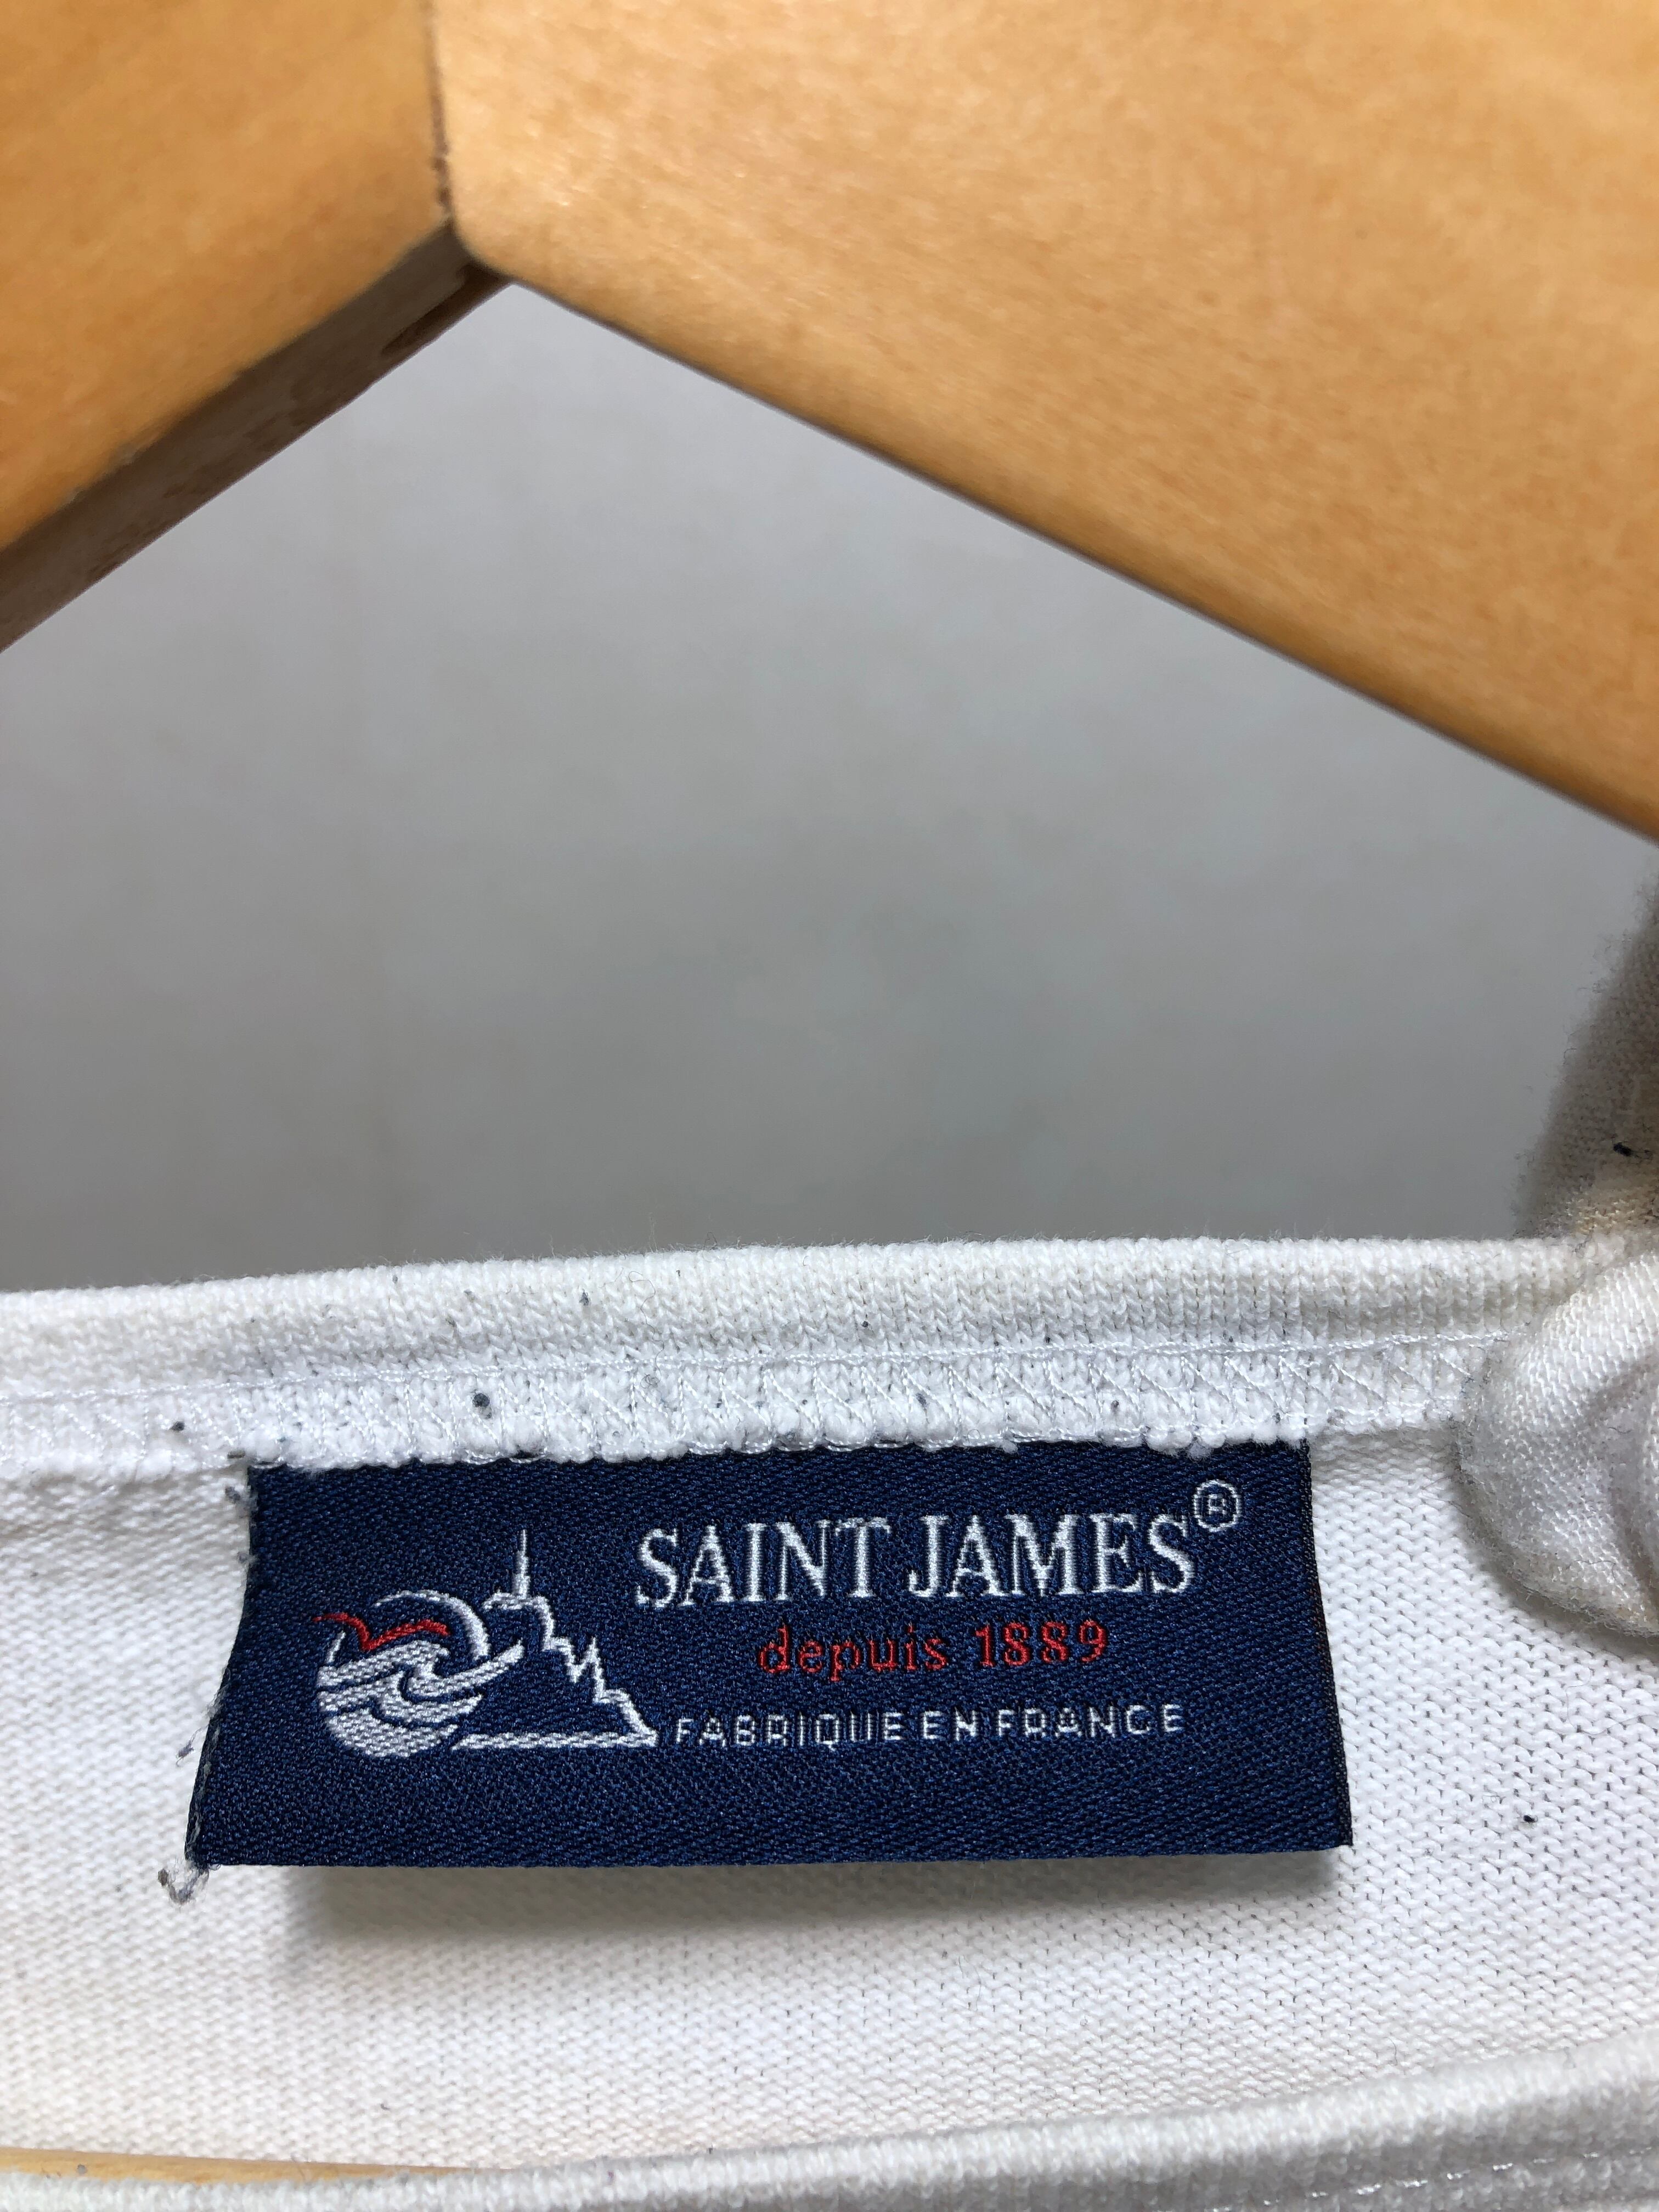 SAINT JAMES®
depuis 1889
FABRIQUE EN FRANCE